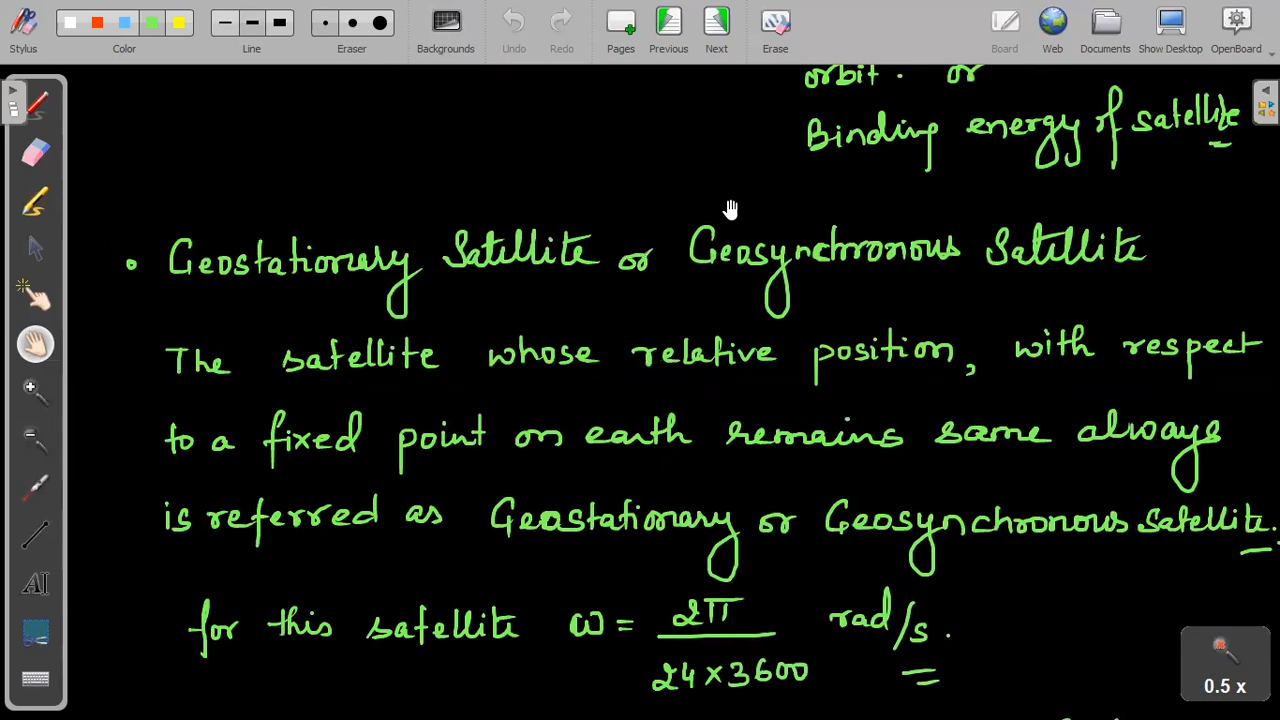 Stylus
Color
Line
Eraser
Backgrounds
Undo
Redo
Pages
Previous
Next
Erase
Board
Web
Documents
Show Desktop
OpenBoard
orbit. or
Binding energy of satellite
• Geostationary Satellite or Geosynchronous Satellite
The satellite whose relative position, with respect
to a fixed point on earth remains same always
is referred as Geostationary or Geosynchronous satellite.
for this satellite ω = 2π / 24×3600 rad/s.
0.5 x